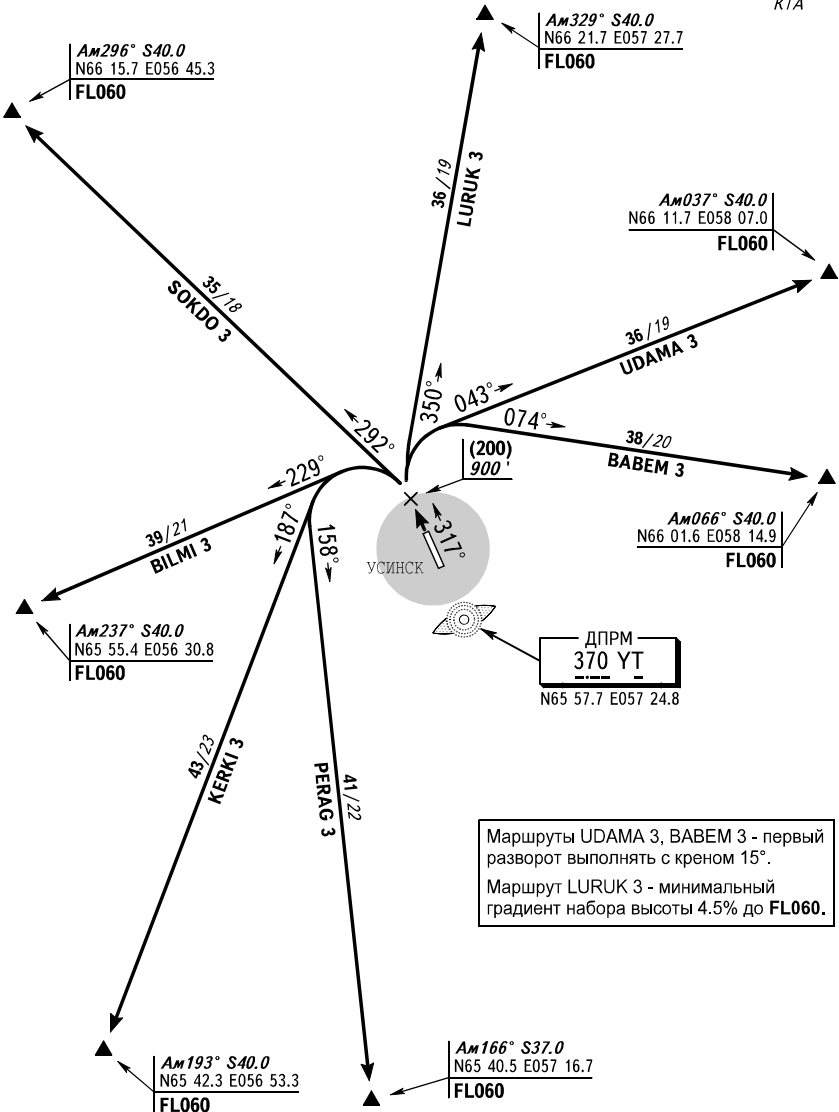 КТА
Ам329° S40.0
N66 21.7 E057 27.7
FL060
Ам296° S40.0
N66 15.7 E056 45.3
FL060
36/19
LURUK 3
Ам037° S40.0
N66 11.7 E058 07.0
FL060
35/18
SOKDO 3
36/19
UDAMA 3
350°
043°
074°
292°
38/20
BABEM 3
(200)
900 '
229°
187°
158°
317°
39/21
BILMI 3
УСИНСК
Ам066° S40.0
N66 01.6 E058 14.9
FL060
Ам237° S40.0
N65 55.4 E056 30.8
FL060
ДПРМ
370 YT
N65 57.7 E057 24.8
43/23
KERKI 3
41/22
PERAG 3
Маршруты UDAMA 3, BABEM 3 - первый
разворот выполнять с креном 15°.
Маршрут LURUK 3 - минимальный
градиент набора высоты 4.5% до FL060.
Ам193° S40.0
N65 42.3 E056 53.3
FL060
Ам166° S37.0
N65 40.5 E057 16.7
FL060